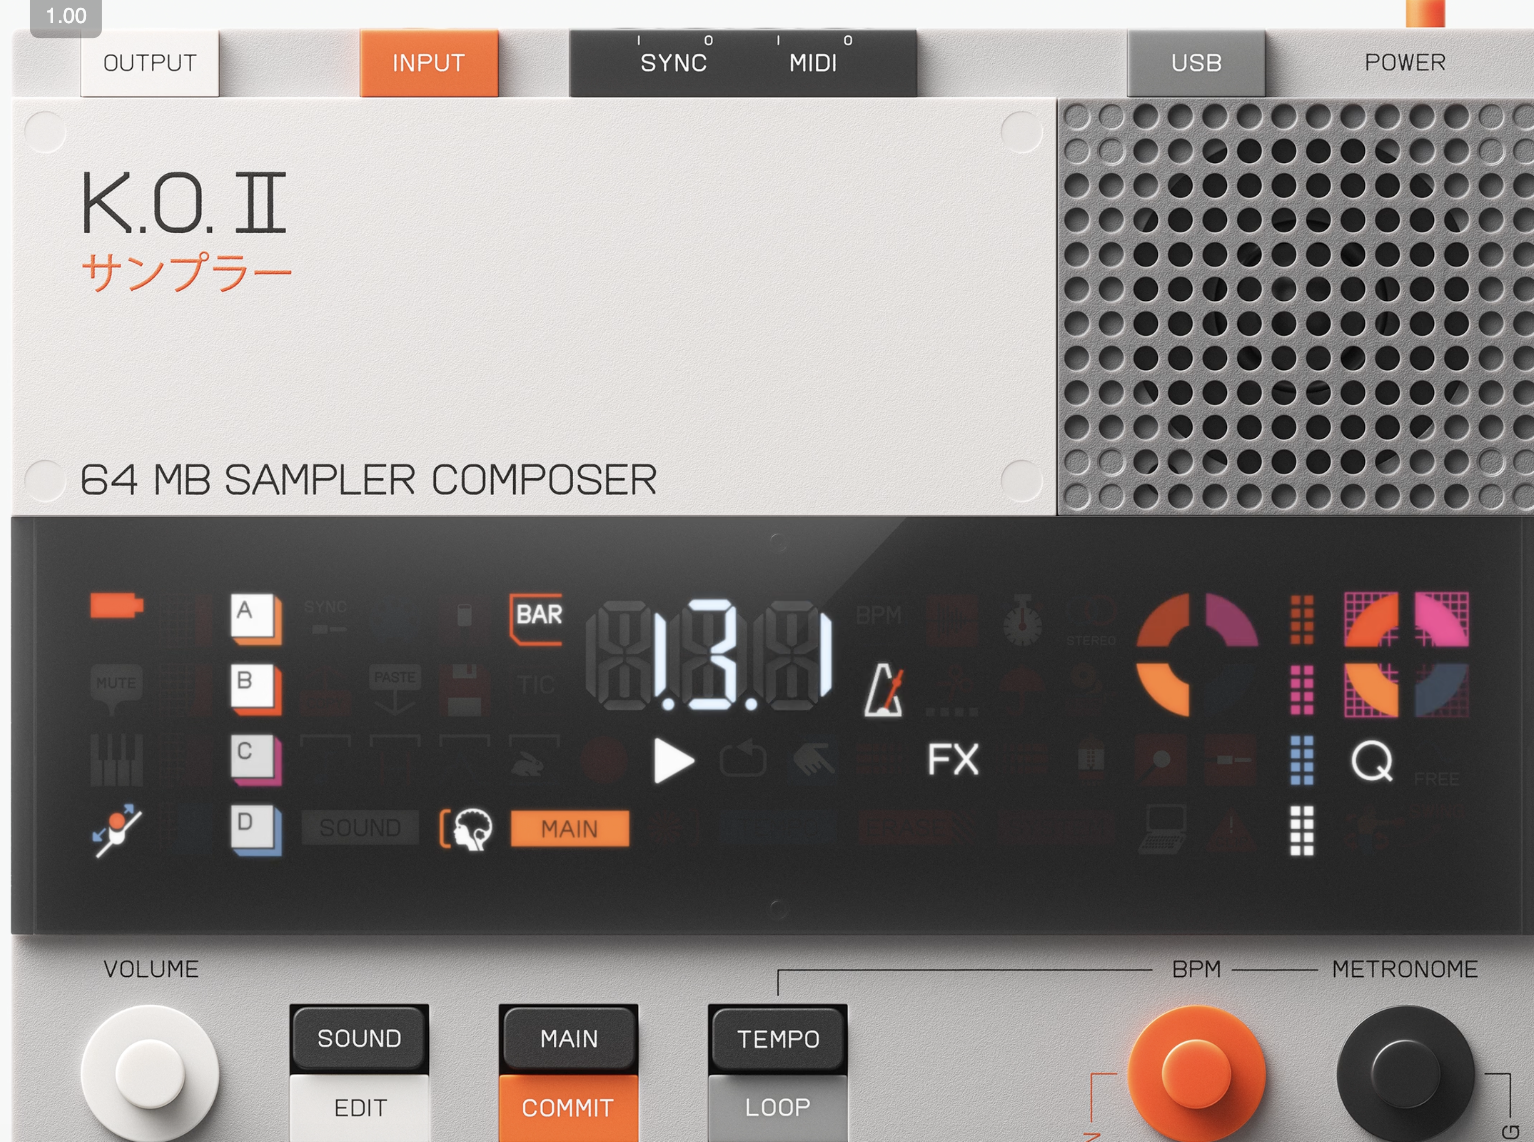 1.00
OUTPUT
INPUT
I O I O
SYNC MIDI
USB
POWER
K.O. II
サンプラー
64 MB SAMPLER COMPOSER
A
SYNC
BAR
1.3.1
BPM
STEREO
MUTE
B
PASTE
TIC
C
FX
Q
FREE
D
SOUND
MAIN
VOLUME
BPM
METRONOME
SOUND
MAIN
TEMPO
EDIT
COMMIT
LOOP
N
G